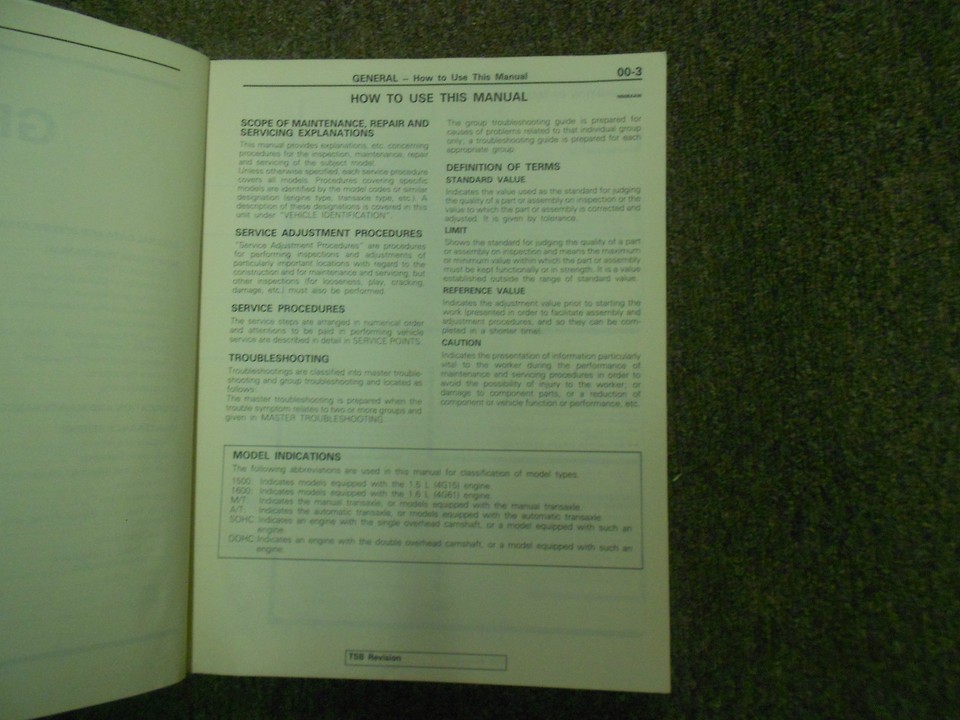 GENERAL – How to Use This Manual
00-3
HOW TO USE THIS MANUAL
SCOPE OF MAINTENANCE, REPAIR AND
SERVICING EXPLANATIONS
This manual provides explanations, etc. concerning
procedures for the inspection, maintenance, repair
and servicing of the subject model.
Unless otherwise specified, each service procedure
covers all models. Procedures covering specific
models are identified by the model codes or similar
designation (engine type, transaxle type, etc.). A
description of these designations is covered in this
unit under "VEHICLE IDENTIFICATION".
SERVICE ADJUSTMENT PROCEDURES
"Service Adjustment Procedures" are procedures
for performing inspections and adjustments of
particularly important locations with regard to the
construction and for maintenance and servicing, but
other inspections (for looseness, play, cracking,
damage, etc.) must also be performed.
SERVICE PROCEDURES
The service steps are arranged in numerical order
and attentions to be paid in performing vehicle
service are described in detail in SERVICE POINTS.
TROUBLESHOOTING
Troubleshootings are classified into master trouble-
shooting and group troubleshooting and located as
follows:
The master troubleshooting is prepared when the
trouble symptom relates to two or more groups and
given in MASTER TROUBLESHOOTING.
The group troubleshooting guide is prepared for
causes of problems related to that individual group
only; a troubleshooting guide is prepared for each
appropriate group.
DEFINITION OF TERMS
STANDARD VALUE
Indicates the value used as the standard for judging
the quality of a part or assembly on inspection or the
value to which the part or assembly is corrected and
adjusted. It is given by tolerance.
LIMIT
Shows the standard for judging the quality of a part
or assembly on inspection and means the maximum
or minimum value within which the part or assembly
must be kept functionally or in strength. It is a value
established outside the range of standard value.
REFERENCE VALUE
Indicates the adjustment value prior to starting the
work (presented in order to facilitate assembly and
adjustment procedures, and so they can be com-
pleted in a shorter time).
CAUTION
Indicates the presentation of information particularly
vital to the worker during the performance of
maintenance and servicing procedures in order to
avoid the possibility of injury to the worker, or
damage to component parts, or a reduction of
component or vehicle function or performance, etc.
MODEL INDICATIONS
The following abbreviations are used in this manual for classification of model types.
1500: Indicates models equipped with the 1.5 L (4G15) engine.
1600: Indicates models equipped with the 1.6 L (4G61) engine.
M/T: Indicates the manual transaxle, or models equipped with the manual transaxle.
A/T: Indicates the automatic transaxle, or models equipped with the automatic transaxle.
SOHC: Indicates an engine with the single overhead camshaft, or a model equipped with such an
engine.
DOHC: Indicates an engine with the double overhead camshaft, or a model equipped with such an
engine.
TSB Revision